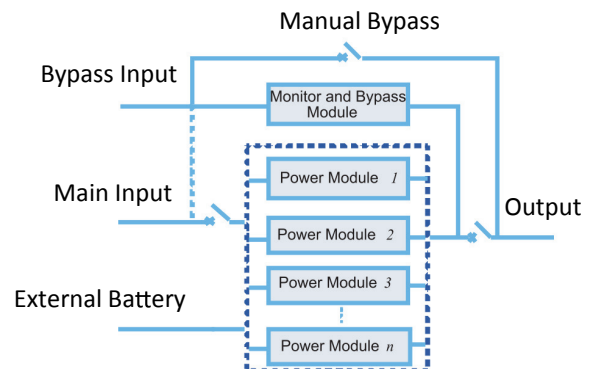 Manual Bypass
Bypass Input
Monitor and Bypass
Module
Main Input
Power Module 1
Output
Power Module 2
External Battery
Power Module 3
Power Module n